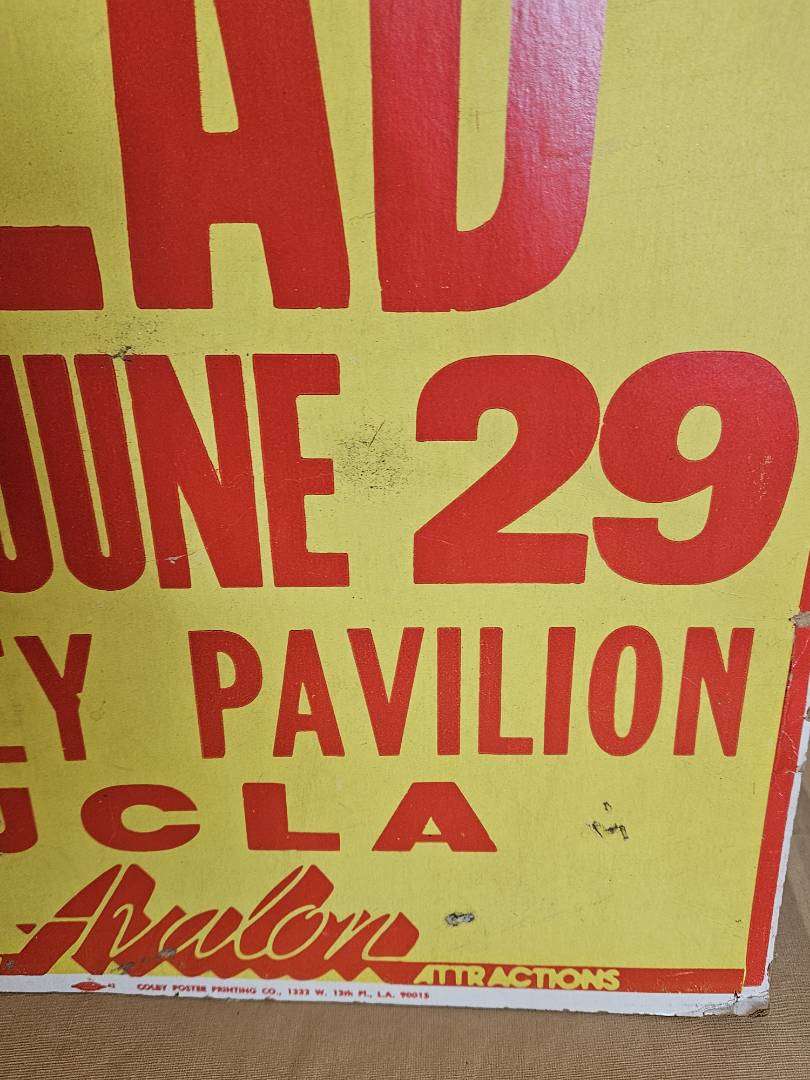 LAD
JUNE 29
EY PAVILION
UCLA
Avalon
ATTRACTIONS
COLBY POSTER PRINTING CO., 1332 W. 12th Pl., L.A. 90015